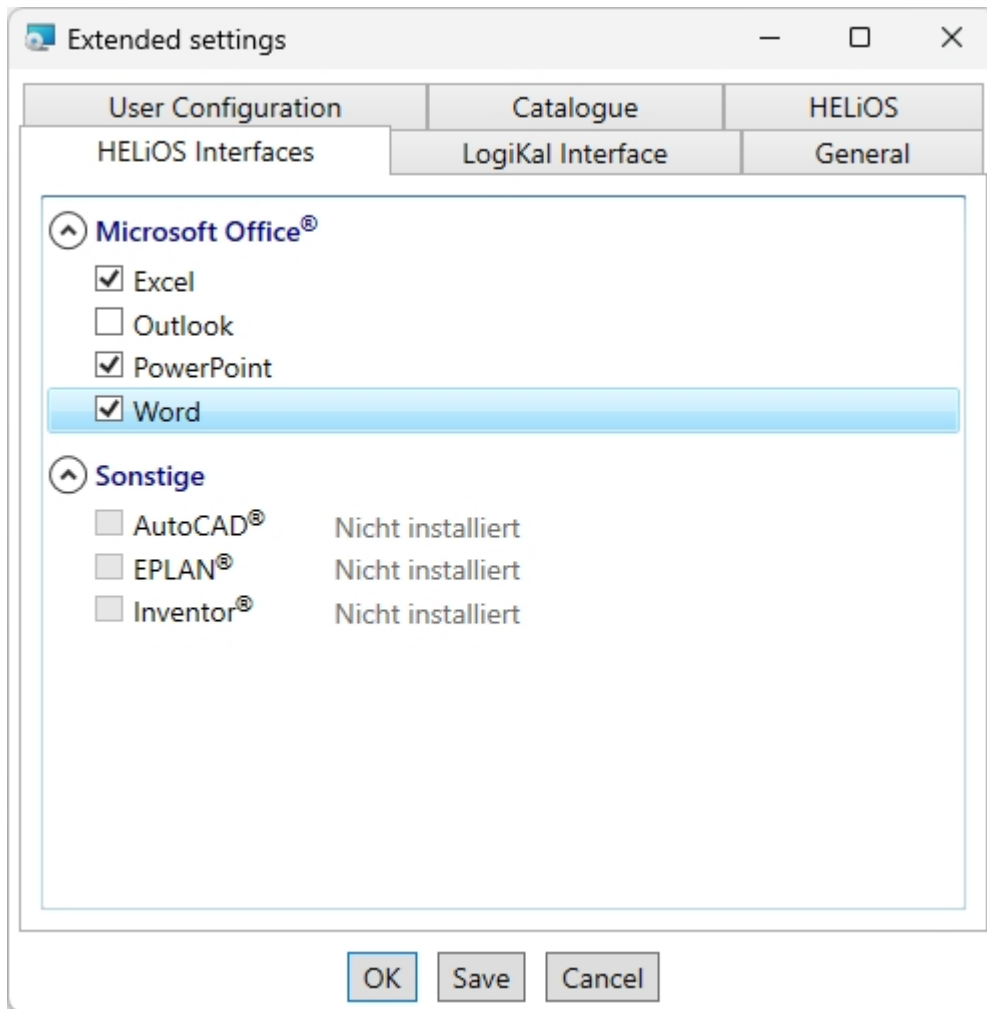 Extended settings
User Configuration Catalogue HELiOS
HELiOS Interfaces LogiKal Interface General
Microsoft Office®
Excel
Outlook
PowerPoint
Word
Sonstige
AutoCAD® Nicht installiert
EPLAN® Nicht installiert
Inventor® Nicht installiert
OK Save Cancel